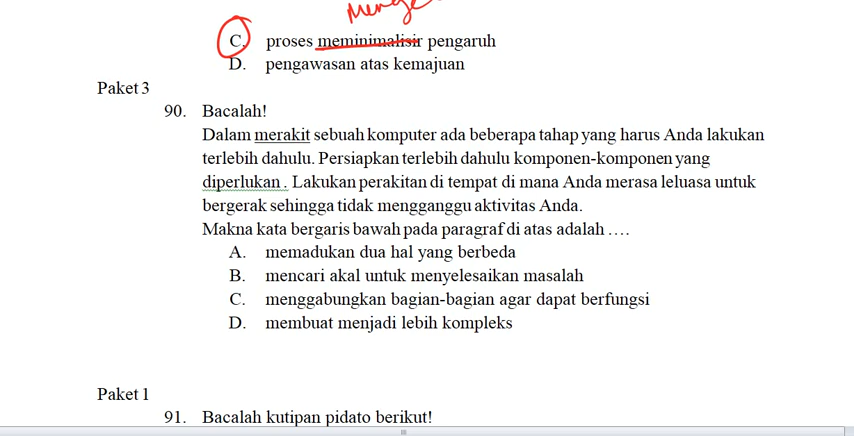 C. proses meminimalisir pengaruh
D. pengawasan atas kemajuan
Paket 3
90. Bacalah!
Dalam merakit sebuah komputer ada beberapa tahap yang harus Anda lakukan
terlebih dahulu. Persiapkan terlebih dahulu komponen-komponen yang
diperlukan . Lakukan perakitan di tempat di mana Anda merasa leluasa untuk
bergerak sehingga tidak mengganggu aktivitas Anda.
Makna kata bergaris bawah pada paragraf di atas adalah ….
A. memadukan dua hal yang berbeda
B. mencari akal untuk menyelesaikan masalah
C. menggabungkan bagian-bagian agar dapat berfungsi
D. membuat menjadi lebih kompleks
Paket 1
91. Bacalah kutipan pidato berikut!